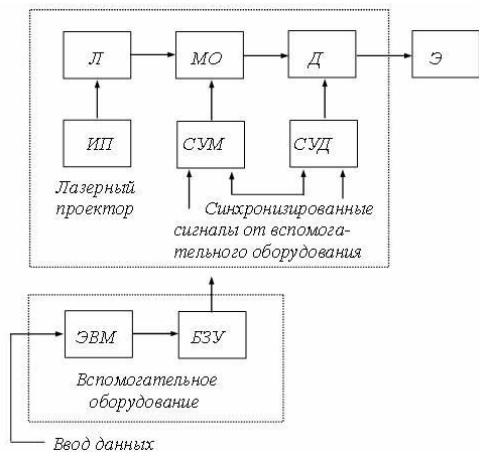 Л
МО
Д
Э
ИП
СУМ
СУД
Лазерный
проектор
Синхронизированные
сигналы от вспомога-
тельного оборудования
ЭВМ
БЗУ
Вспомогательное
оборудование
Ввод данных